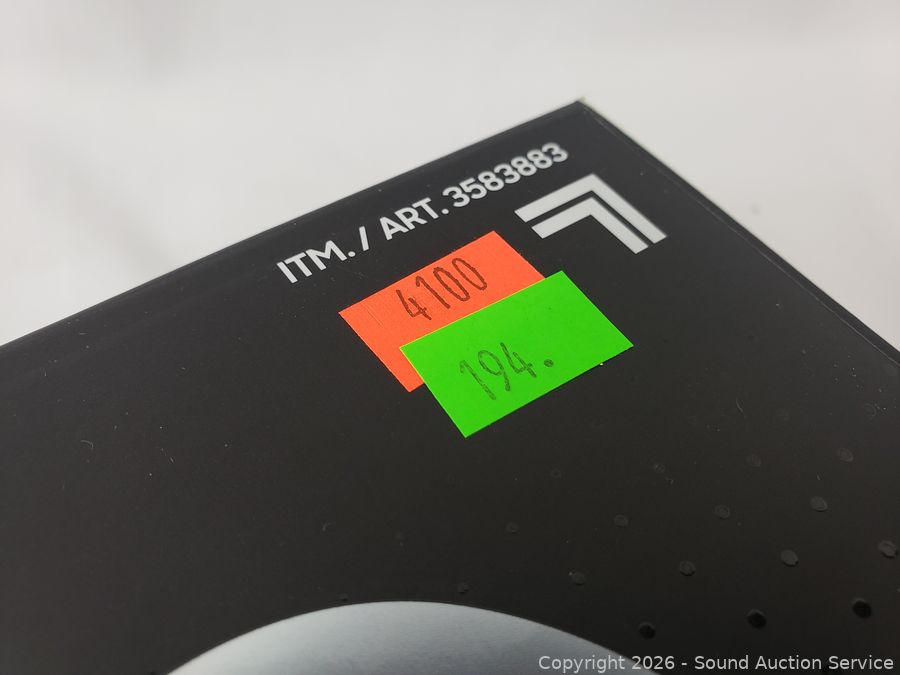 ITM. / ART. 3583883
4100
194.
Copyright 2026 - Sound Auction Service